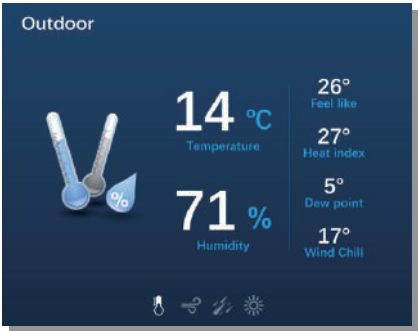 Outdoor
14 °C
Temperature
71 %
Humidity
26°
Feel like
27°
Heat index
5°
Dew point
17°
Wind Chill
%